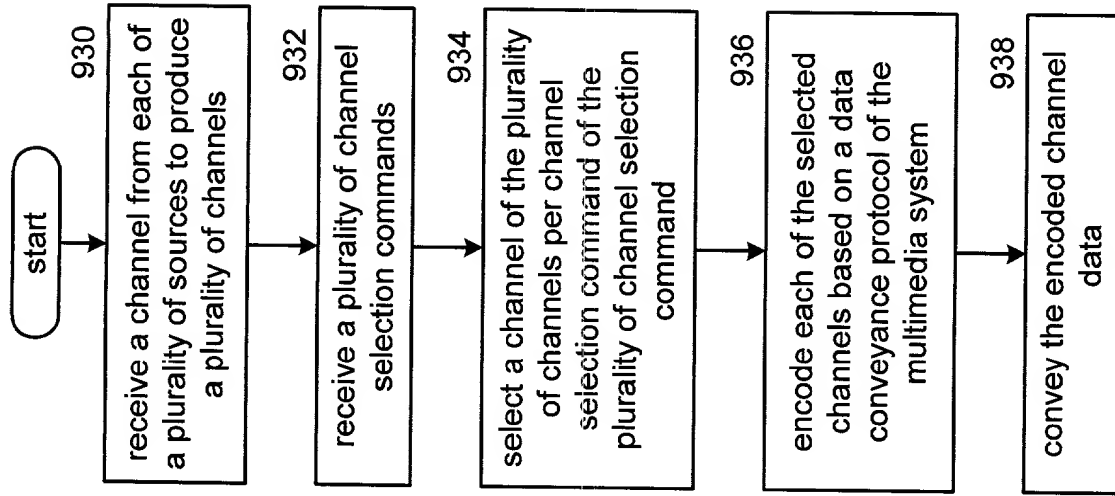 start
930
receive a channel from each of
a plurality of sources to produce
a plurality of channels
932
receive a plurality of channel
selection commands
934
select a channel of the plurality
of channels per channel
selection command of the
plurality of channel selection
command
936
encode each of the selected
channels based on a data
conveyance protocol of the
multimedia system
938
convey the encoded channel
data